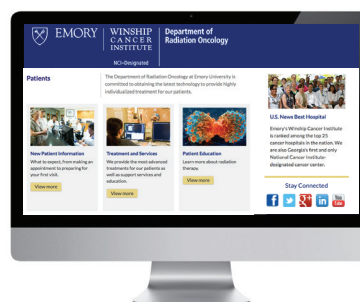 EMORY
WINSHIP
CANCER
INSTITUTE
NCI-Designated
Department of
Radiation Oncology
Patients
The Department of Radiation Oncology at Emory University is
committed to obtaining the latest technology to provide highly
individualized treatment for our patients.
New Patient Information
What to expect, from making an
appointment to preparing for
your first visit.
View more
Treatment and Services
We provide the most advanced
treatments for our patients as
well as support services and
education.
View more
Patient Education
Learn more about radiation
therapy.
View more
U.S. News Best Hospital
Emory's Winship Cancer Institute
is ranked among the top 25
cancer hospitals in the nation. We
are also Georgia's first and only
National Cancer Institute-
designated cancer center.
Stay Connected
f
g+
in
You
Tube